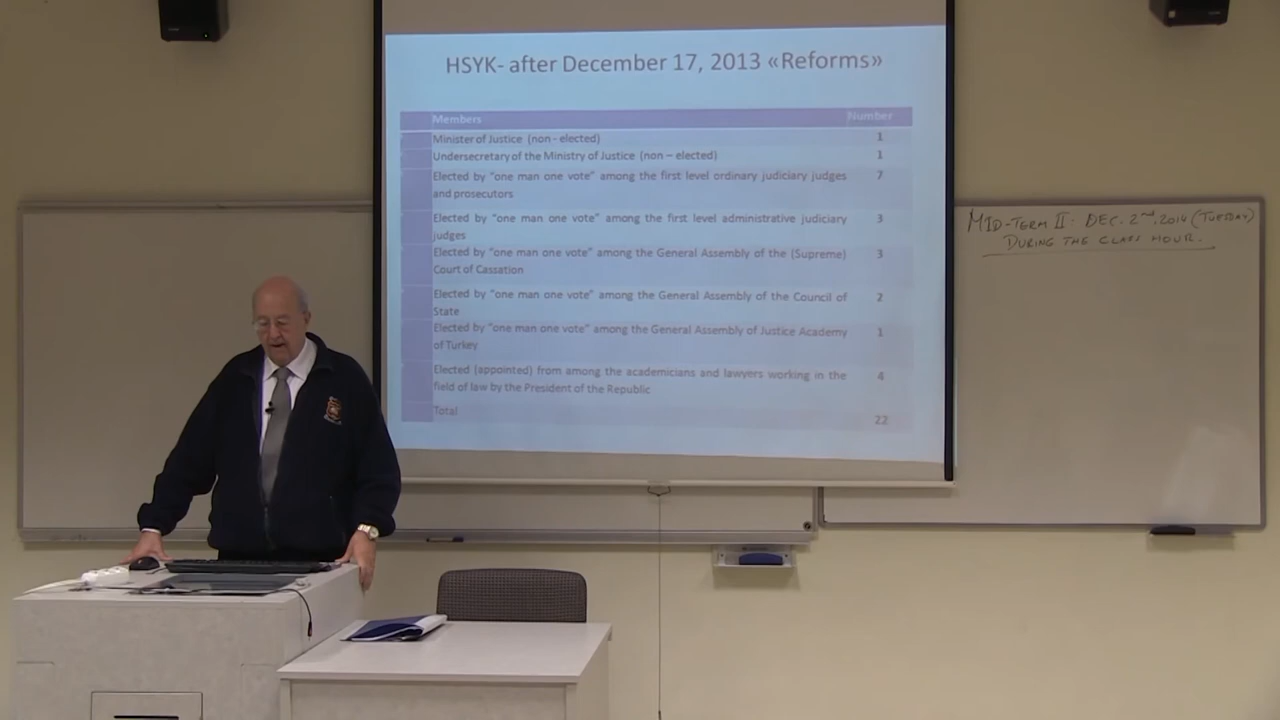 HSYK- after December 17, 2013 «Reforms»
Members Number
Minister of Justice (non - elected) 1
Undersecretary of the Ministry of Justice (non – elected) 1
Elected by "one man one vote" among the first level ordinary judiciary judges 7
and prosecutors
Elected by "one man one vote" among the first level administrative judiciary 3
judges
Elected by "one man one vote" among the General Assembly of the (Supreme) 3
Court of Cassation
Elected by "one man one vote" among the General Assembly of the Council of 2
State
Elected by "one man one vote" among the General Assembly of Justice Academy 1
of Turkey
Elected (appointed) from among the academicians and lawyers working in the 4
field of law by the President of the Republic
Total
22
MID-TERM II - DEC. 2nd. 2014 (TUESDAY)
DURING THE CLASS HOUR.